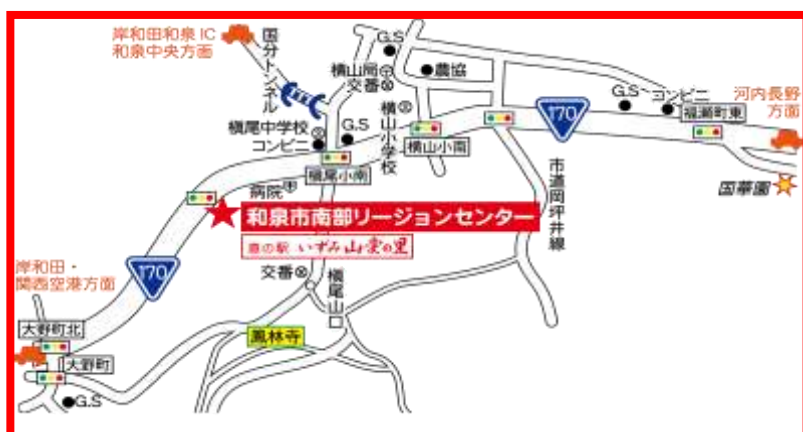 岸和田和泉IC
和泉中央方面
国分トンネル
G.S
横山局
交番
農協
G.S
コンビニ
福瀬町東
河内長野
方面
170
槇尾中学校
コンビニ
G.S
横山小学校
横山小南
槇尾小南
病院
市道岡坪井線
国華園
和泉市南部リージョンセンター
道の駅 いずみ山愛の里
岸和田・
関西空港方面
170
交番
槇尾山口
大野町北
鳳林寺
大野町
G.S